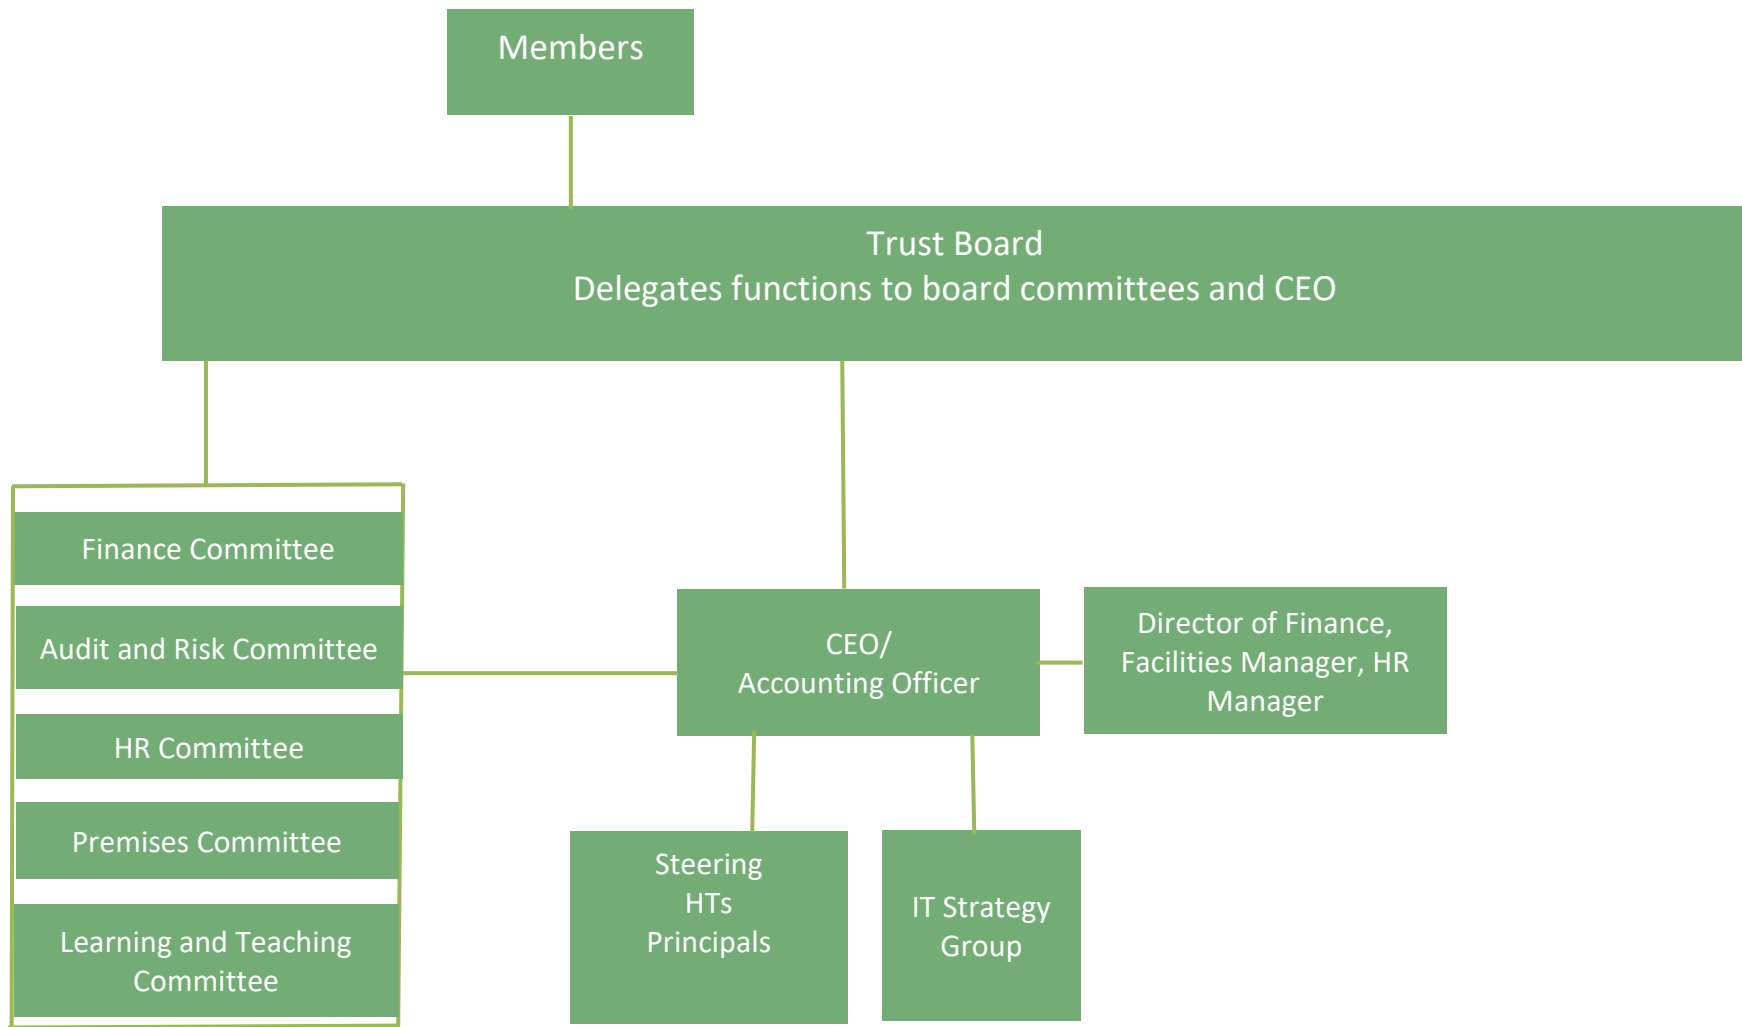 Members
Trust Board
Delegates functions to board committees and CEO
Finance Committee
Audit and Risk Committee
HR Committee
Premises Committee
Learning and Teaching
Committee
CEO/
Accounting Officer
Director of Finance,
Facilities Manager, HR
Manager
Steering
HTs
Principals
IT Strategy
Group